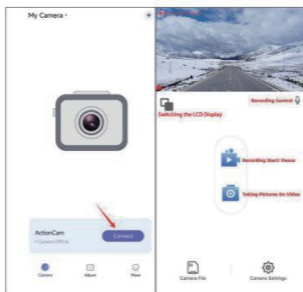 My Camera
ActionCam
Camera Offline
Connect
Camera
Album
More
Recording Control
Switching the LCD Display
Recording Start/ Pause
Taking Pictures On Video
Camera File
Camera Settings